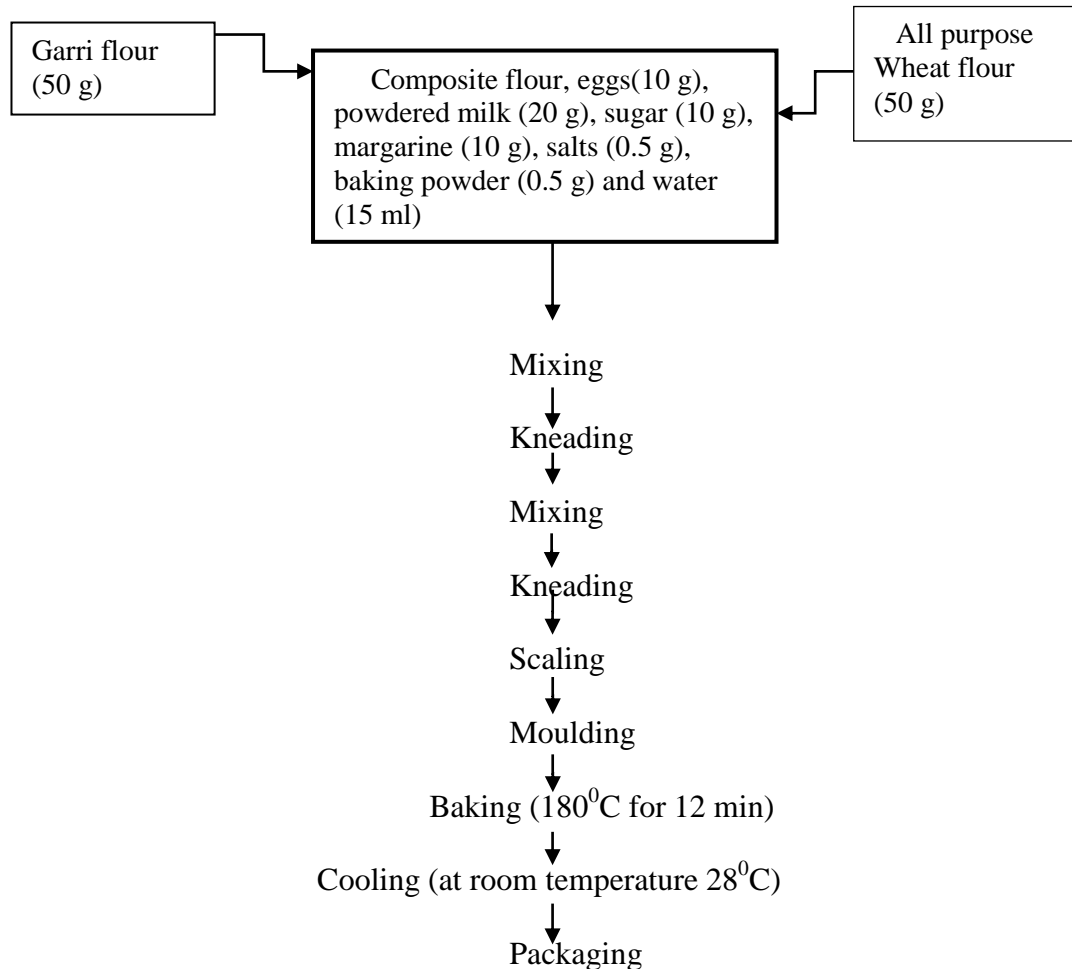 Garri flour
(50 g)
All purpose
Wheat flour
(50 g)
Composite flour, eggs(10 g),
powdered milk (20 g), sugar (10 g),
margarine (10 g), salts (0.5 g),
baking powder (0.5 g) and water
(15 ml)
Mixing
Kneading
Mixing
Kneading
Scaling
Moulding
Baking (180⁰C for 12 min)
Cooling (at room temperature 28⁰C)
Packaging